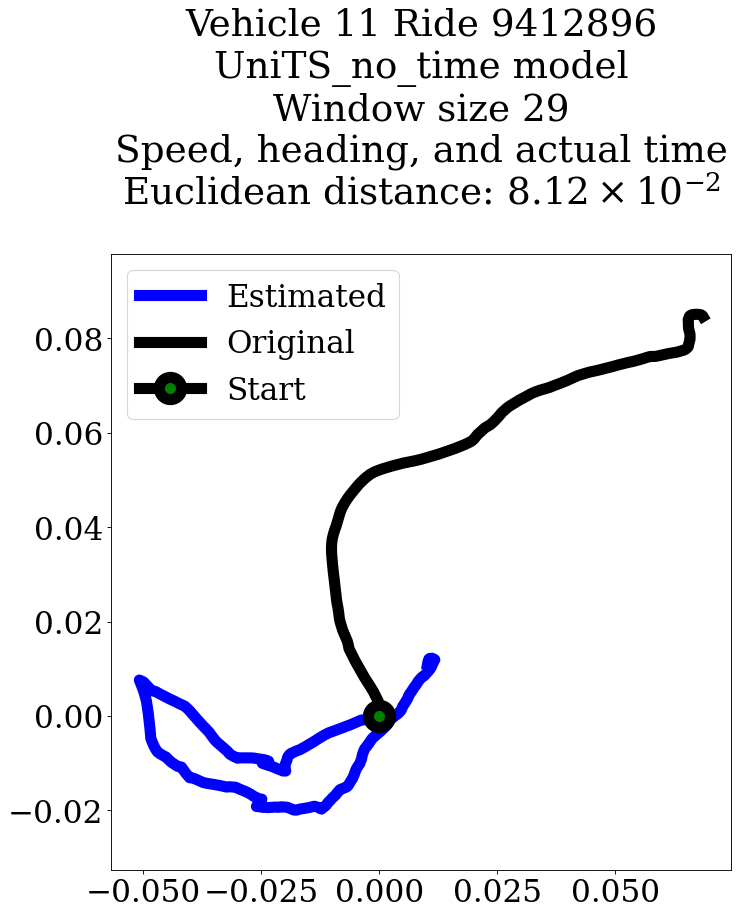 Vehicle 11 Ride 9412896
UniTS_no_time model
Window size 29
Speed, heading, and actual time
Euclidean distance: 8.12 × 10⁻²
Estimated
Original
Start
0.08
0.06
0.04
0.02
0.00
−0.02
−0.050
−0.025
0.000
0.025
0.050